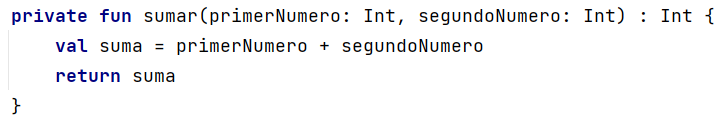 private fun sumar(primerNumero: Int, segundoNumero: Int) : Int {
    val suma = primerNumero + segundoNumero
    return suma
}